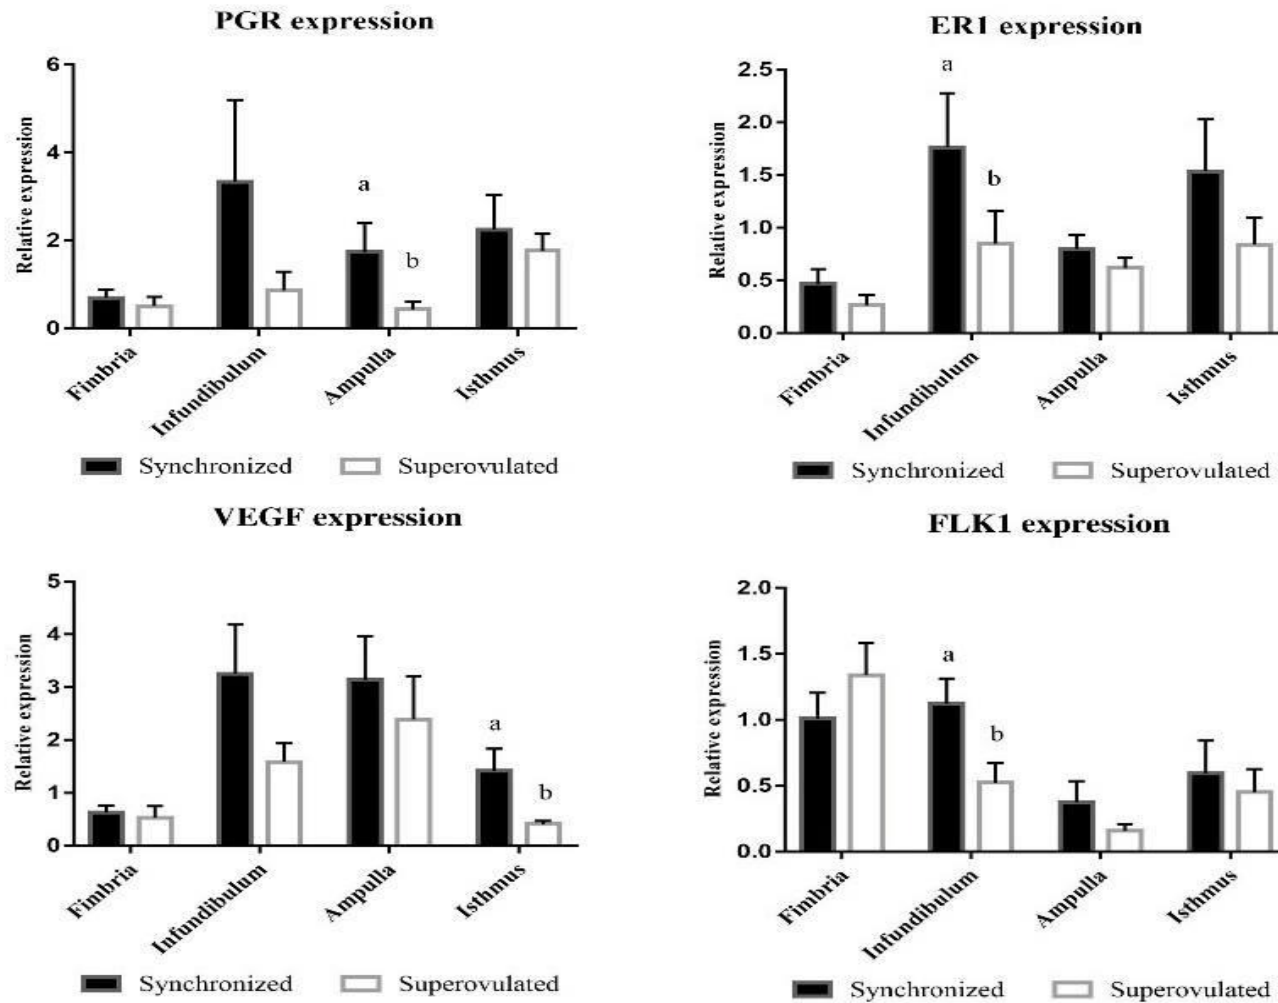 PGR expression
Relative expression
6
4
2
0
a
b
Fimbria
Infundibulum
Ampulla
Isthmus
Synchronized
Superovulated
ER1 expression
Relative expression
2.5
2.0
1.5
1.0
0.5
0.0
a
b
Fimbria
Infundibulum
Ampulla
Isthmus
Synchronized
Superovulated
VEGF expression
Relative expression
5
4
3
2
1
0
a
b
Fimbria
Infundibulum
Ampulla
Isthmus
Synchronized
Superovulated
FLK1 expression
Relative expression
2.0
1.5
1.0
0.5
0.0
a
b
Fimbria
Infundibulum
Ampulla
Isthmus
Synchronized
Superovulated